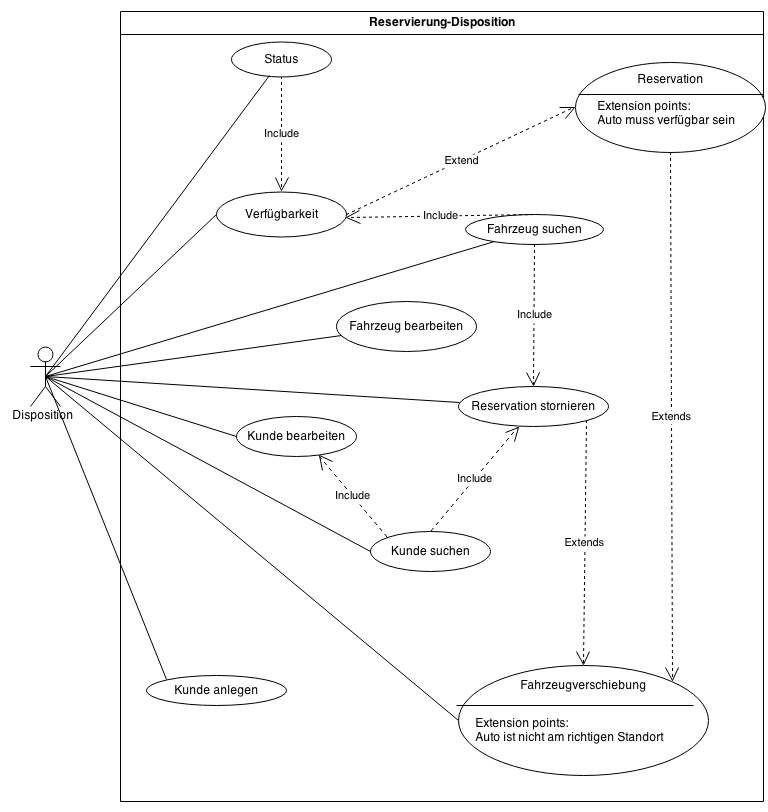 Reservierung-Disposition
Status
Reservation
Extension points:
Auto muss verfügbar sein
Include
Extend
Verfügbarkeit
Include
Fahrzeug suchen
Include
Fahrzeug bearbeiten
Disposition
Reservation stornieren
Extends
Kunde bearbeiten
Include
Include
Kunde suchen
Extends
Kunde anlegen
Fahrzeugverschiebung
Extension points:
Auto ist nicht am richtigen Standort